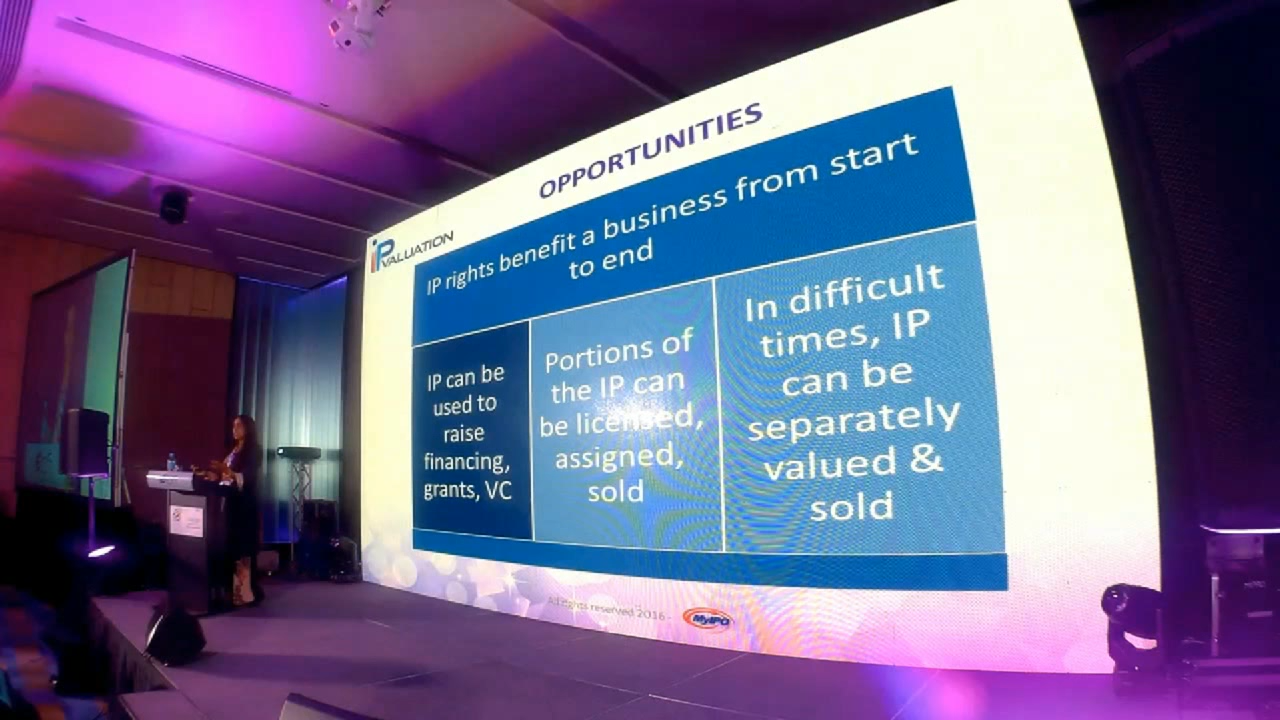 OPPORTUNITIES
IP VALUATION
IP rights benefit a business from start
to end
IP can be
used to
raise
financing,
grants, VC
Portions of
the IP can
be licensed,
assigned,
sold
In difficult
times, IP
can be
separately
valued &
sold
All rights reserved 2016 -
MyIPO